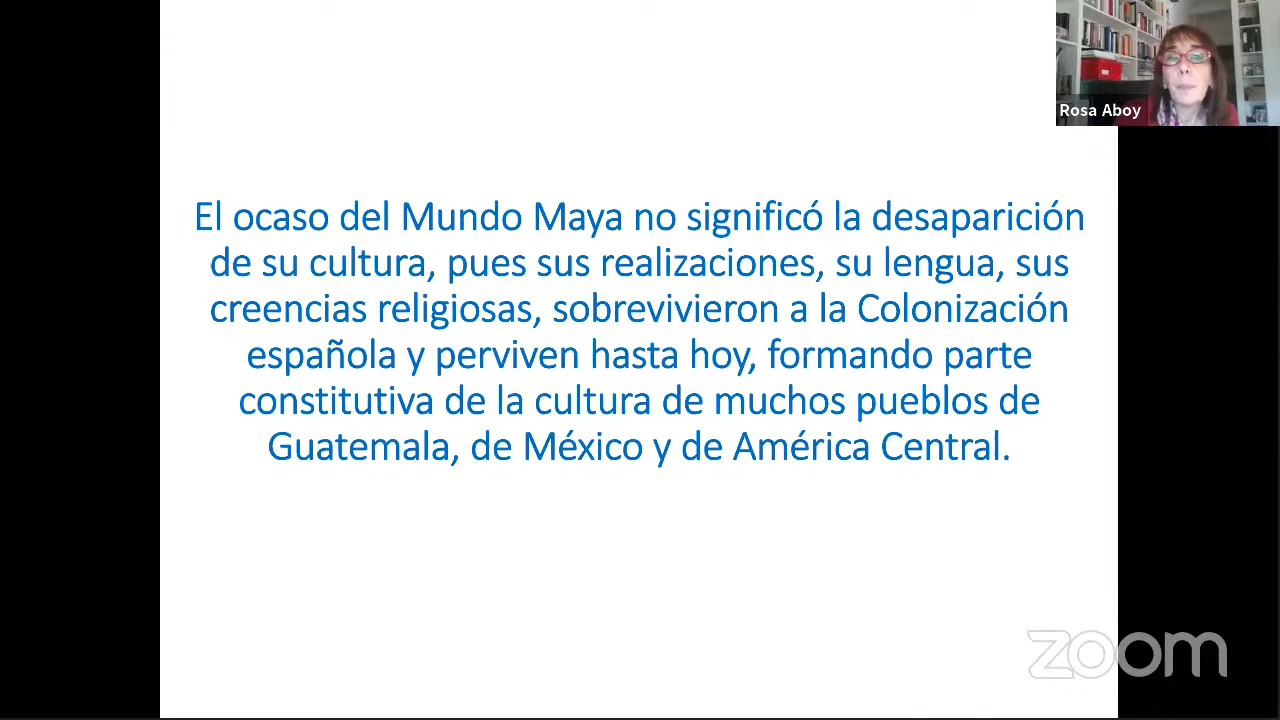 Rosa Aboy
El ocaso del Mundo Maya no significó la desaparición
de su cultura, pues sus realizaciones, su lengua, sus
creencias religiosas, sobrevivieron a la Colonización
española y perviven hasta hoy, formando parte
constitutiva de la cultura de muchos pueblos de
Guatemala, de México y de América Central.
zoom